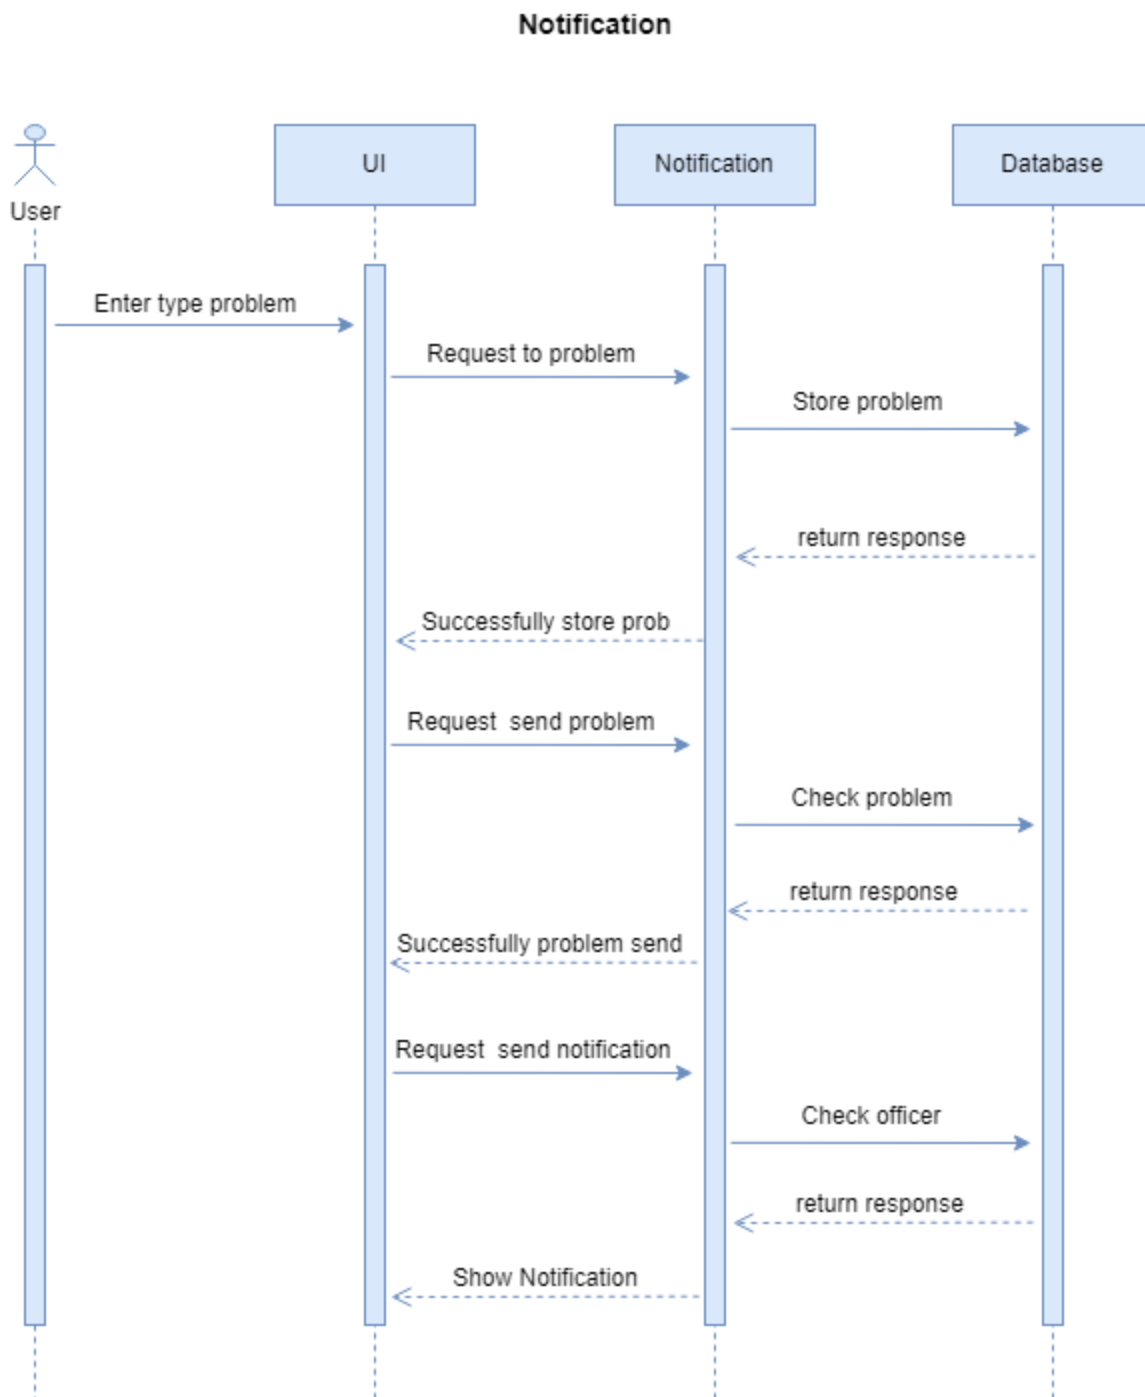 Notification
User
UI
Notification
Database
Enter type problem
Request to problem
Store problem
return response
Successfully store prob
Request  send problem
Check problem
return response
Successfully problem send
Request  send notification
Check officer
return response
Show Notification